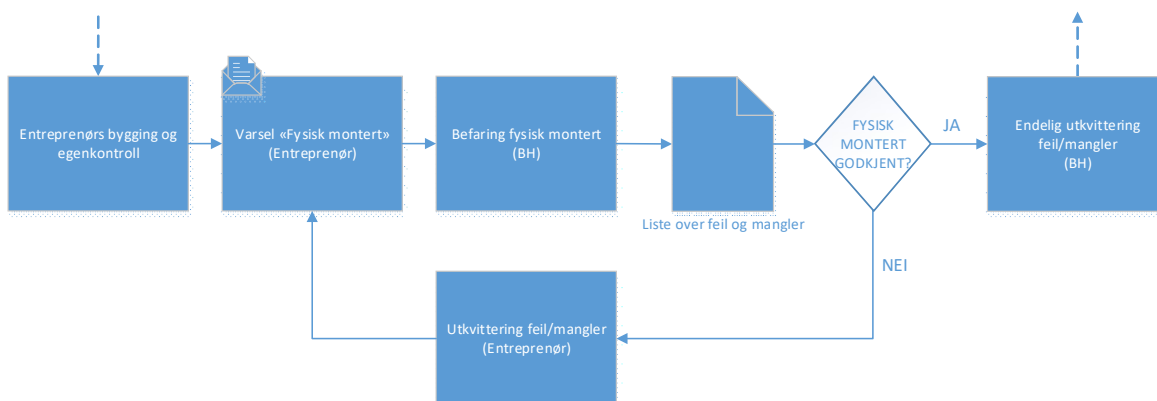 Entreprenørs bygging og
egenkontroll
Varsel «Fysisk montert»
(Entreprenør)
Befaring fysisk montert
(BH)
Liste over feil og mangler
FYSISK
MONTERT
GODKJENT?
JA
Endelig utkvittering
feil/mangler
(BH)
NEI
Utkvittering feil/mangler
(Entreprenør)